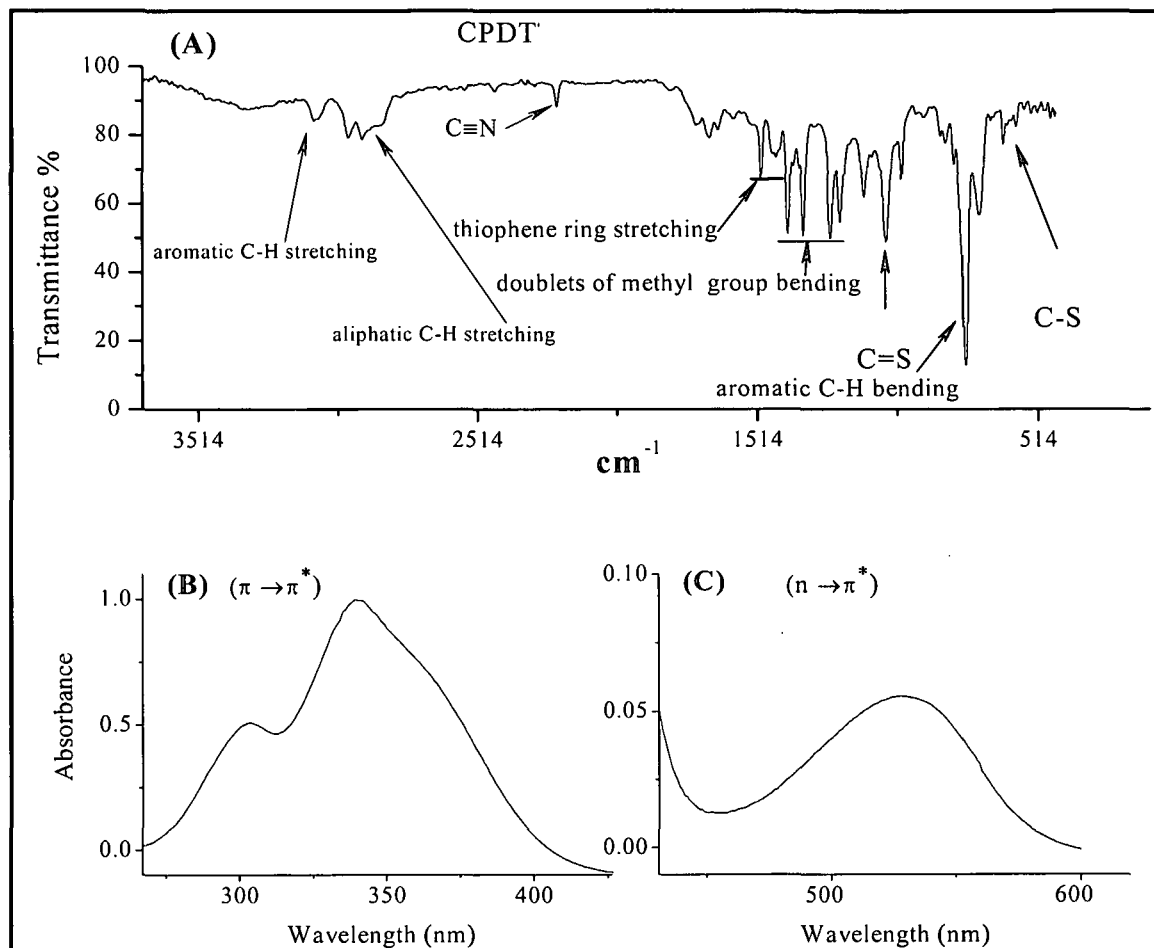 (A)
CPDT'
100
80
60
40
20
0
Transmittance %
C≡N
aromatic C-H stretching
thiophene ring stretching
doublets of methyl group bending
aliphatic C-H stretching
C=S
C-S
aromatic C-H bending
3514
2514
1514
514
cm⁻¹
(B) (π→π*)
1.0
0.5
0.0
Absorbance
300
350
400
Wavelength (nm)
(C) (n→π*)
0.10
0.05
0.00
500
600
Wavelength (nm)